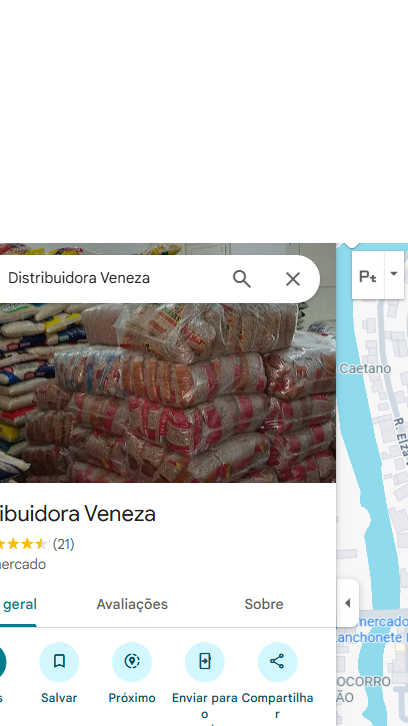 Distribuidora Veneza
Pt
Caetano
R. Elza
ibuidora Veneza
(21)
ercado
geral
Avaliações
Sobre
mercado
anchonete
s
Salvar
Próximo
Enviar para o
Compartilhar
OCORRO
ÃO